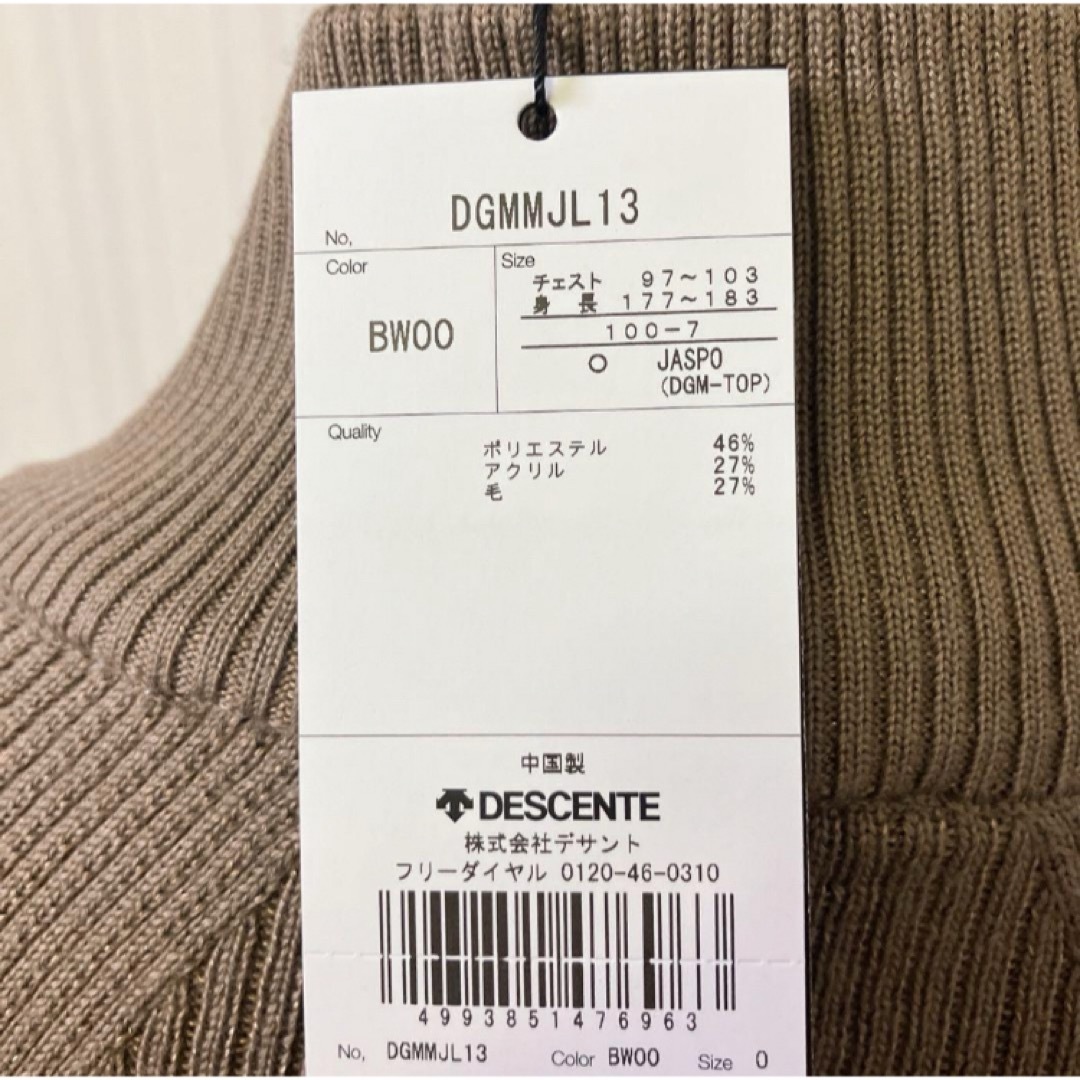 DGMMJL13
No,
Color
BW00
Size
チェスト 97~103
身長 177~183
100-7
O JASPO
(DGM-TOP)
Quality
ポリエステル 46%
アクリル 27%
毛 27%
中国製
DESCENTE
株式会社デサント
フリーダイヤル 0120-46-0310
4993851476963
No, DGMMJL13 Color BW00 Size O